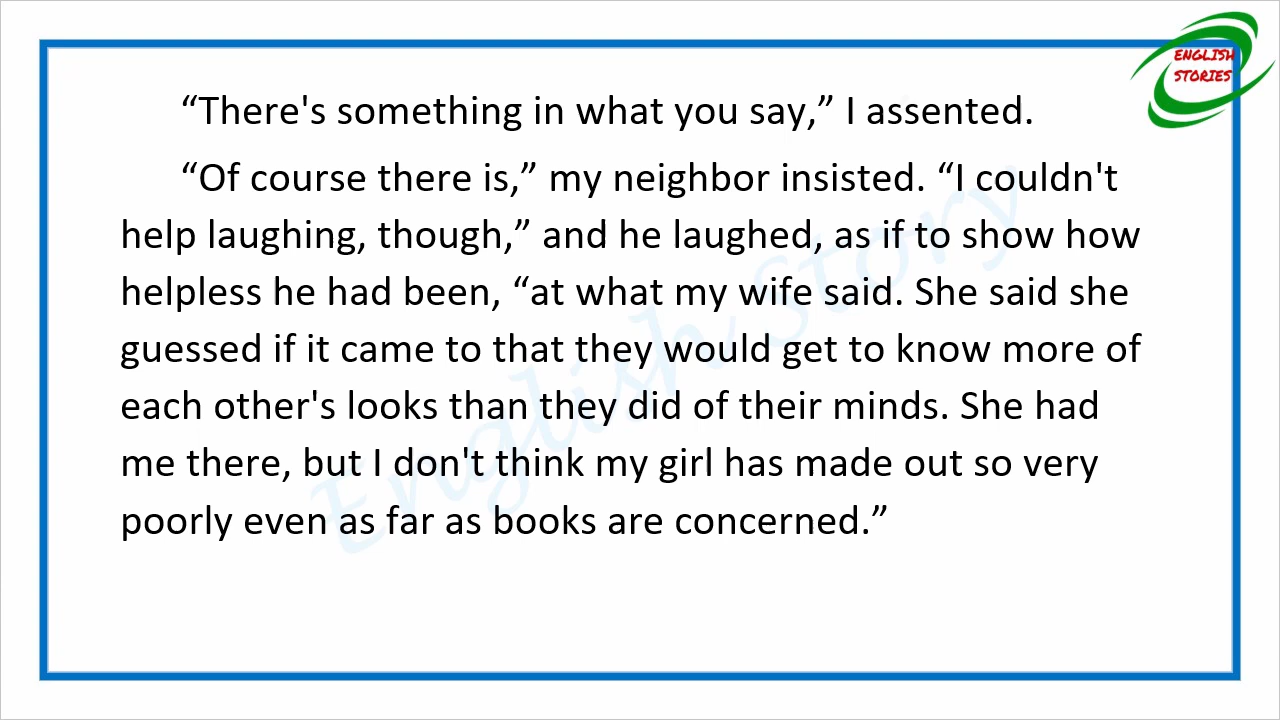 ENGLISH
STORIES
“There's something in what you say,” I assented.
“Of course there is,” my neighbor insisted. “I couldn't
help laughing, though,” and he laughed, as if to show how
helpless he had been, “at what my wife said. She said she
guessed if it came to that they would get to know more of
each other's looks than they did of their minds. She had
me there, but I don't think my girl has made out so very
poorly even as far as books are concerned.”
English Story